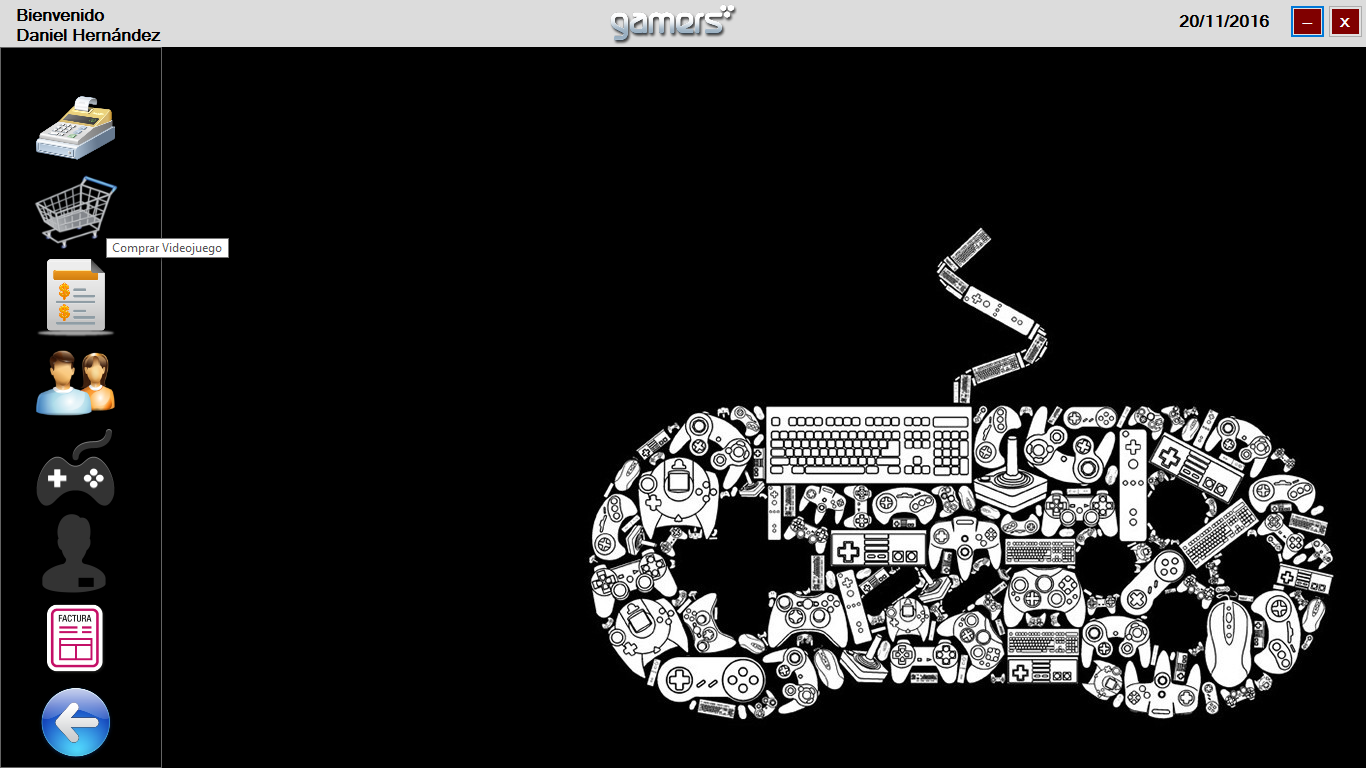 Bienvenido
Daniel Hernández
gamers
20/11/2016
x
Comprar Videojuego
FACTURA